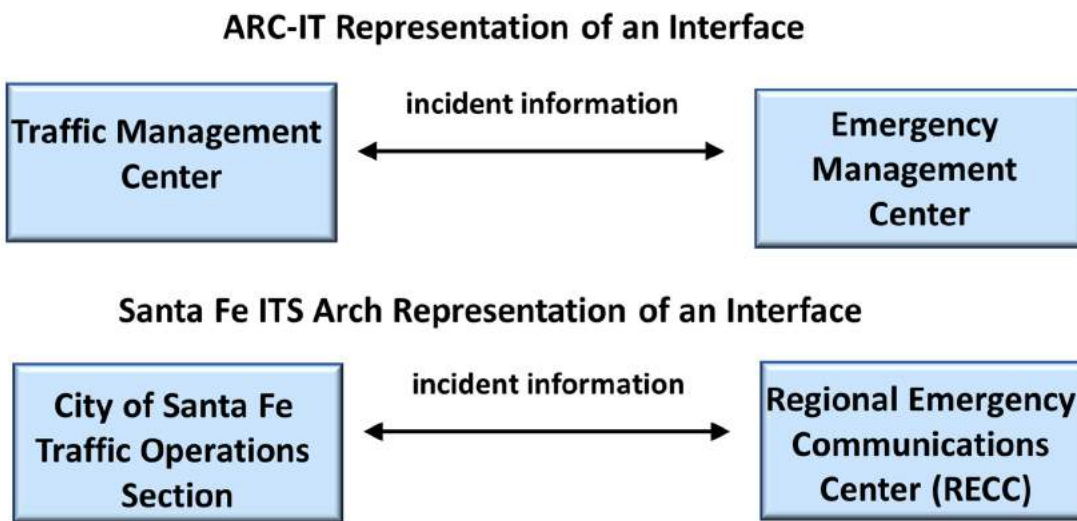 ARC-IT Representation of an Interface
Traffic Management
Center
incident information
Emergency
Management
Center
Santa Fe ITS Arch Representation of an Interface
City of Santa Fe
Traffic Operations
Section
incident information
Regional Emergency
Communications
Center (RECC)